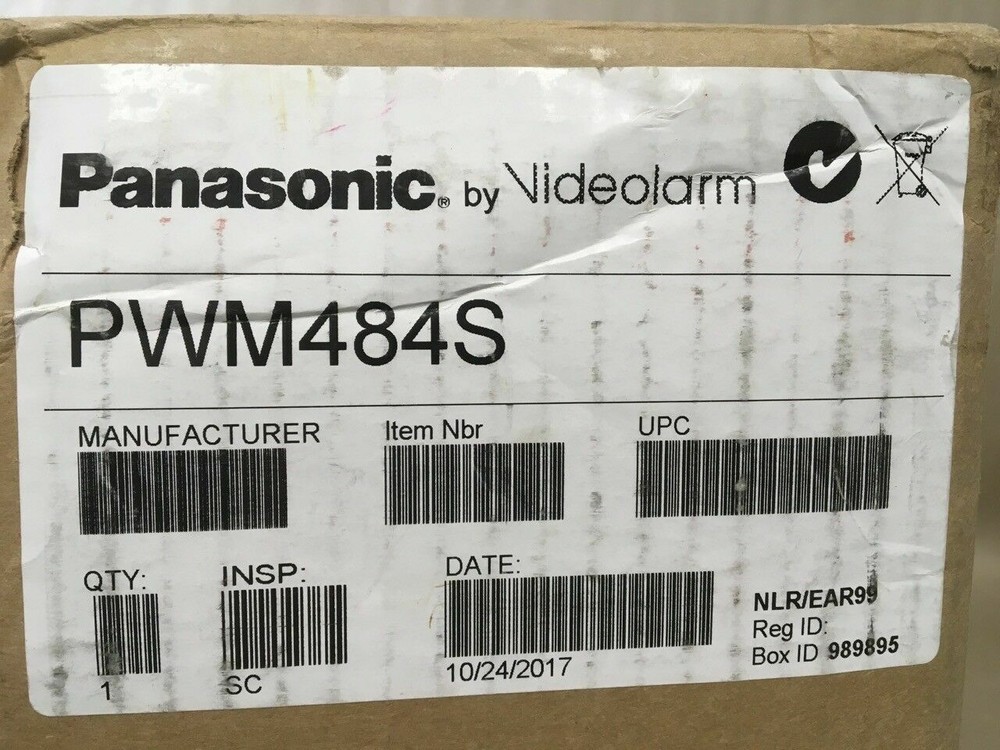 Panasonic® by Videolarm
PWM484S
MANUFACTURER Item Nbr UPC
QTY: INSP: DATE:
1 SC 10/24/2017
NLR/EAR99
Reg ID:
Box ID 989895